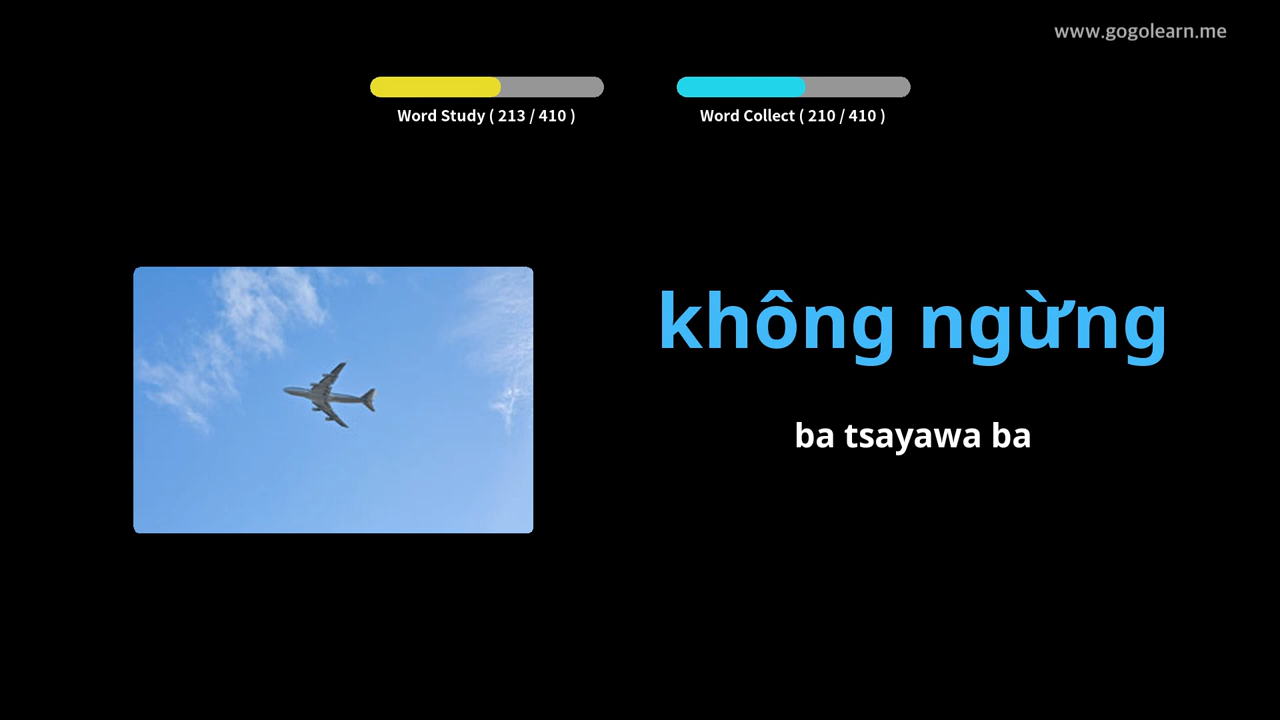 www.gogolearn.me
Word Study ( 213 / 410 )
Word Collect ( 210 / 410 )
không ngừng
ba tsayawa ba